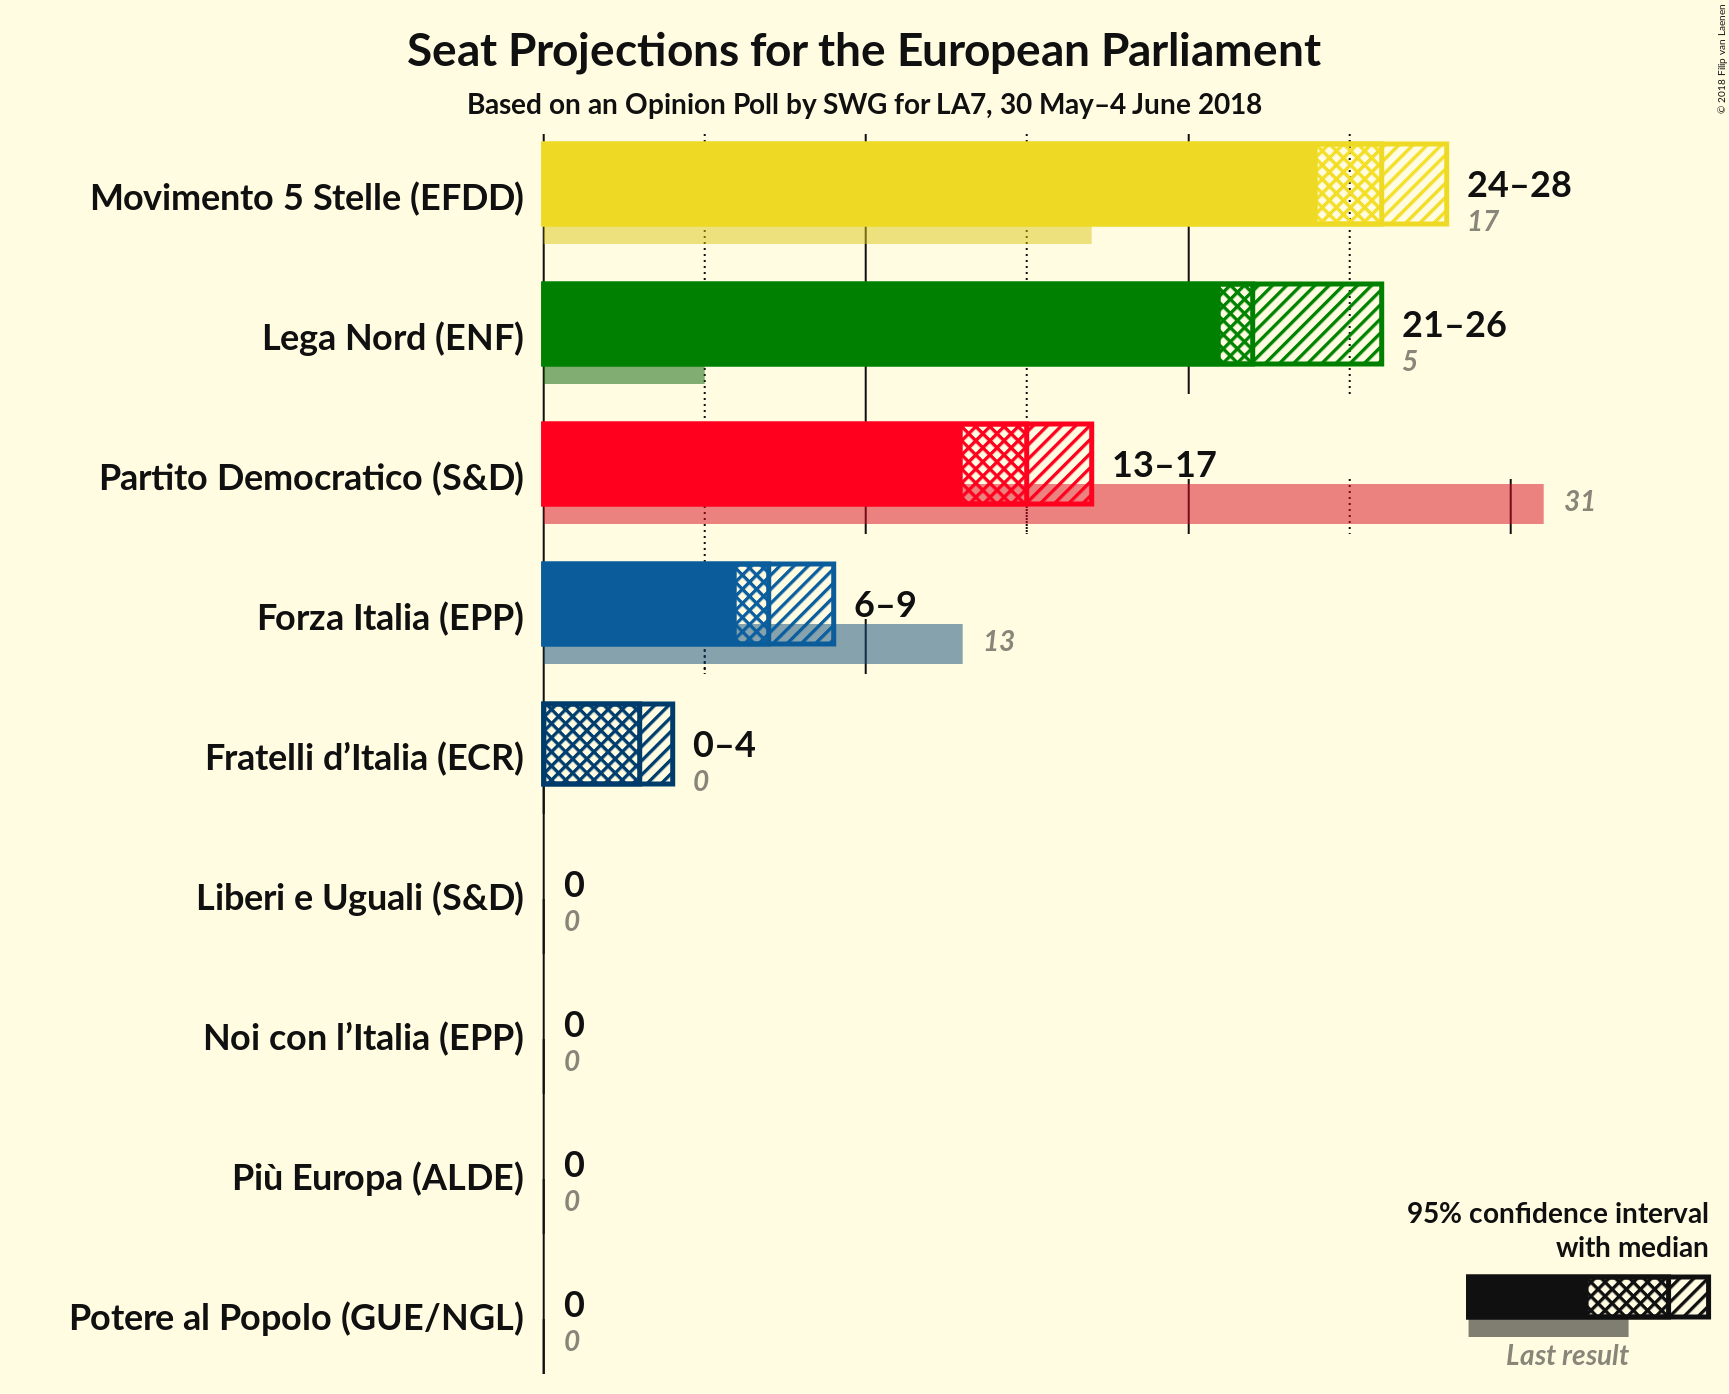 Seat Projections for the European Parliament
Based on an Opinion Poll by SWG for LA7, 30 May–4 June 2018
© 2018 Filip van Laenen
Movimento 5 Stelle (EFDD)
24–28
17
Lega Nord (ENF)
21–26
5
Partito Democratico (S&D)
13–17
31
Forza Italia (EPP)
6–9
13
Fratelli d’Italia (ECR)
0–4
0
Liberi e Uguali (S&D)
0
0
Noi con l’Italia (EPP)
0
0
Più Europa (ALDE)
0
0
Potere al Popolo (GUE/NGL)
0
0
95% confidence interval
with median
Last result